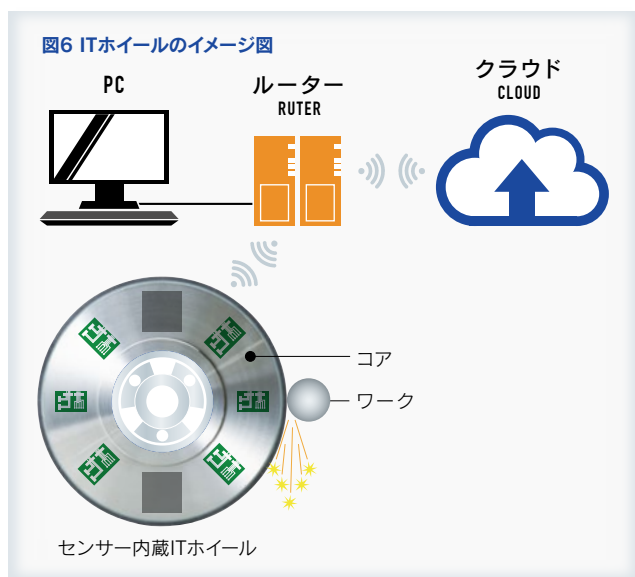 図6 ITホイールのイメージ図
PC
ルーター
RUTER
クラウド
CLOUD
コア
ワーク
センサー内蔵ITホイール